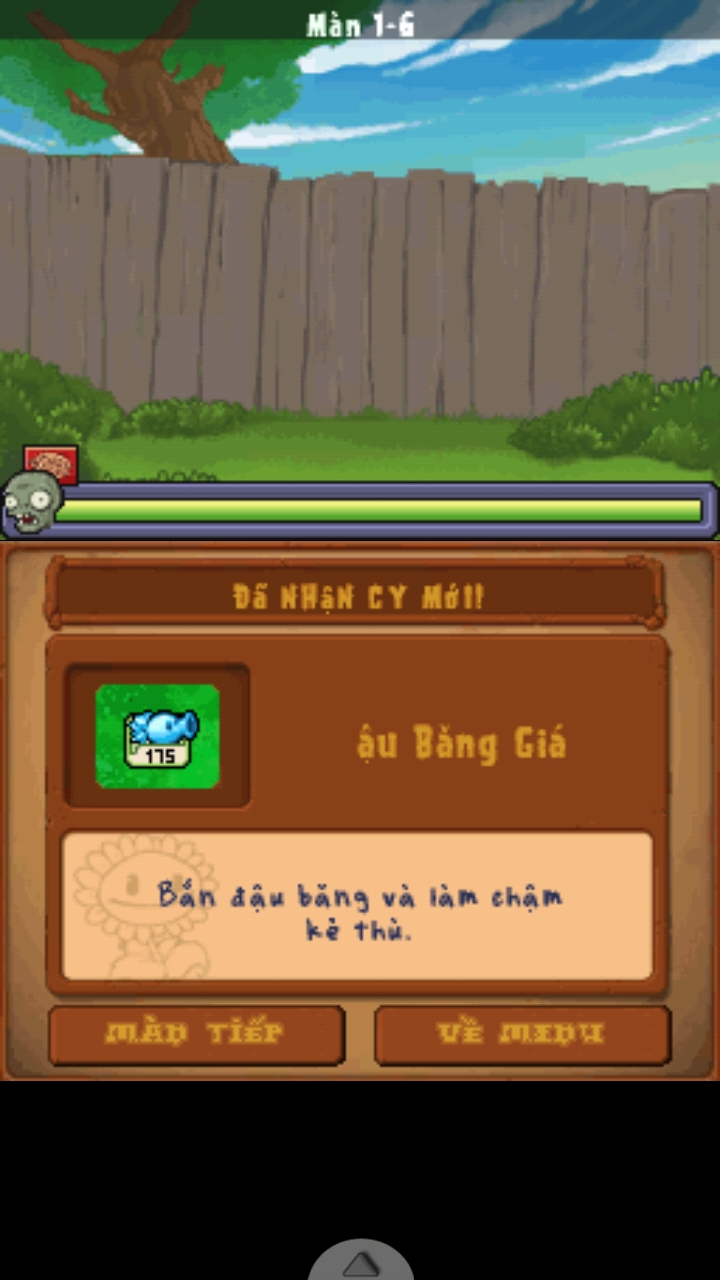 Màn 1-6
Đã NHậN CY Mới!
175
ậu Băng Giá
Bắn đậu băng và làm chậm
kẻ thù.
MÀN TIẾP
VỀ MENU